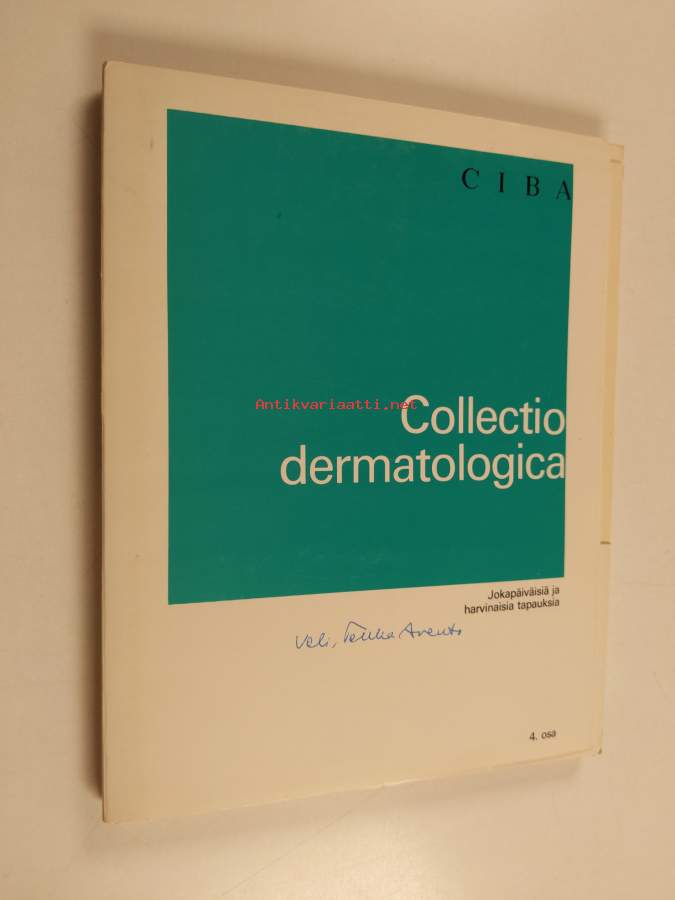 C I B A
Antikvariaatti.net
Collectio
dermatologica
Jokapäiväisiä ja
harvinaisia tapauksia
4. osa